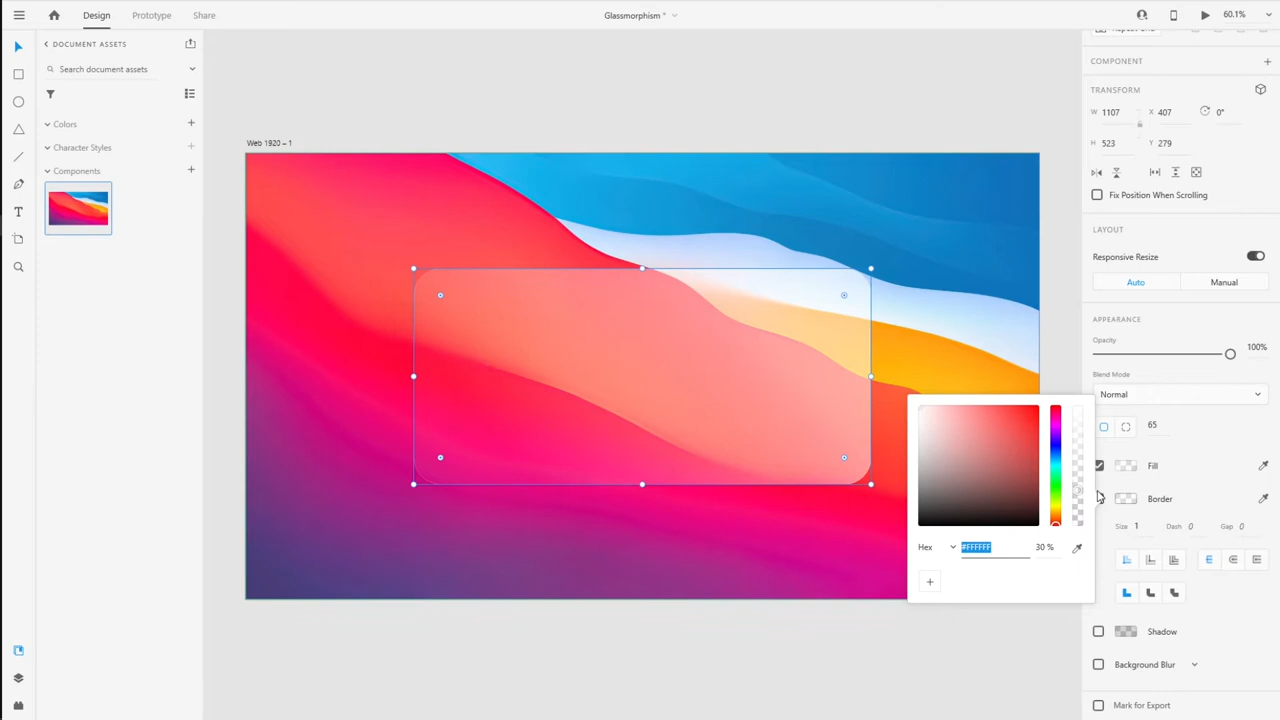 Design
Prototype
Share
Glassmorphism *
60.1%
DOCUMENT ASSETS
Search document assets
Colors
Character Styles
Components
Web 1920 – 1
COMPONENT
TRANSFORM
W 1107
X 407
0°
H 523
Y 279
Fix Position When Scrolling
LAYOUT
Responsive Resize
Auto
Manual
APPEARANCE
Opacity
100%
Blend Mode
Normal
65
Fill
Border
Size 1
Dash 0
Gap 0
Hex
#FFFFFF
30 %
Shadow
Background Blur
Mark for Export